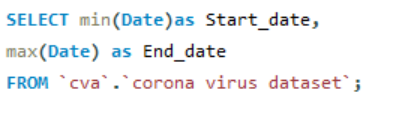 SELECT min(Date)as Start_date,
max(Date) as End_date
FROM `cva`.`corona virus dataset`;